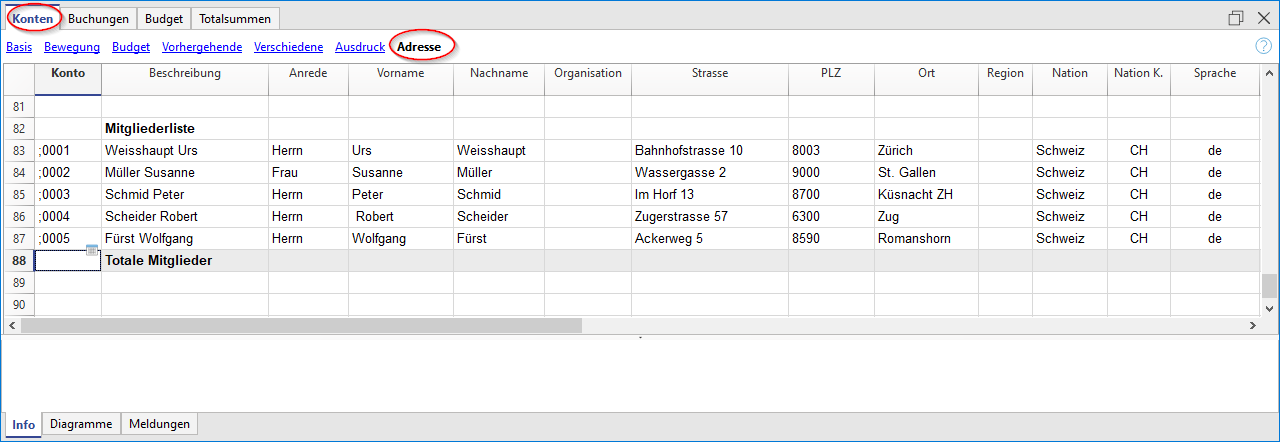 Konten Buchungen Budget Totalsummen
Basis Bewegung Budget Vorhergehende Verschiedene Ausdruck Adresse ?
Konto Beschreibung Anrede Vorname Nachname Organisation Strasse PLZ Ort Region Nation Nation K. Sprache
81
82 Mitgliederliste
83 ;0001 Weisshaupt Urs Herrn Urs Weisshaupt Bahnhofstrasse 10 8003 Zürich Schweiz CH de
84 ;0002 Müller Susanne Frau Susanne Müller Wassergasse 2 9000 St. Gallen Schweiz CH de
85 ;0003 Schmid Peter Herrn Peter Schmid Im Horf 13 8700 Küsnacht ZH Schweiz CH de
86 ;0004 Scheider Robert Herrn Robert Scheider Zugerstrasse 57 6300 Zug Schweiz CH de
87 ;0005 Fürst Wolfgang Herrn Wolfgang Fürst Ackerweg 5 8590 Romanshorn Schweiz CH de
88 Totale Mitglieder
89
90
Info Diagramme Meldungen